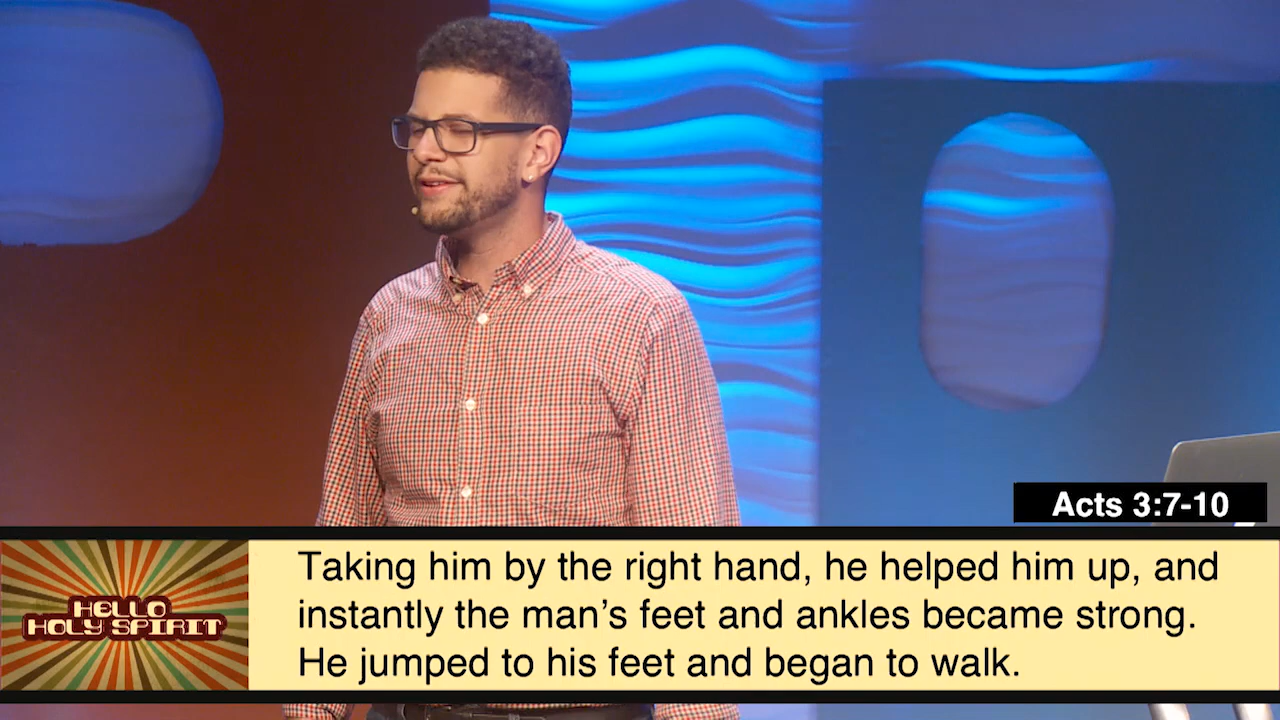 Acts 3:7-10
HELLO
HOLY SPIRIT
Taking him by the right hand, he helped him up, and
instantly the man’s feet and ankles became strong.
He jumped to his feet and began to walk.